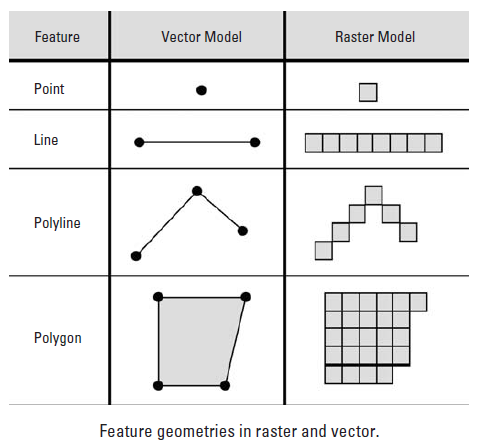 Feature Vector Model Raster Model
Point
Line
Polyline
Polygon
Feature geometries in raster and vector.